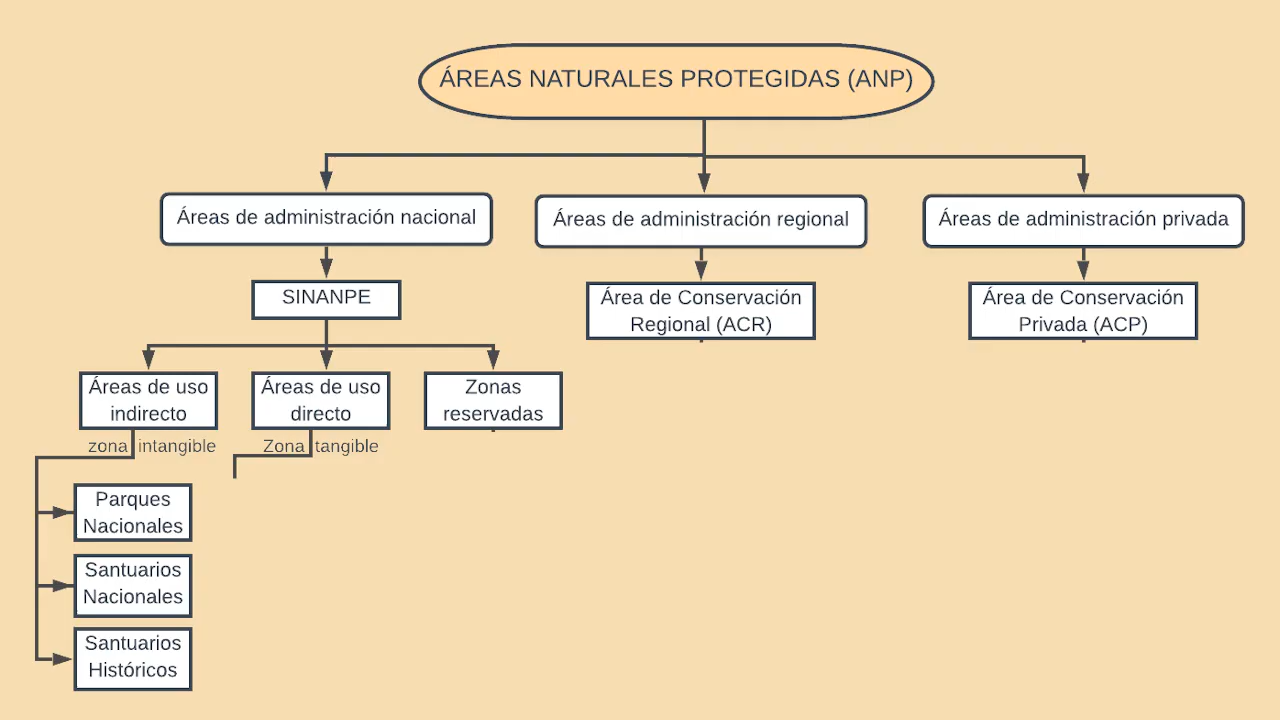 ÁREAS NATURALES PROTEGIDAS (ANP)
Áreas de administración nacional
Áreas de administración regional
Áreas de administración privada
SINANPE
Área de Conservación
Regional (ACR)
Área de Conservación
Privada (ACP)
Áreas de uso
indirecto
Áreas de uso
directo
Zonas
reservadas
zona intangible
Zona tangible
Parques
Nacionales
Santuarios
Nacionales
Santuarios
Históricos